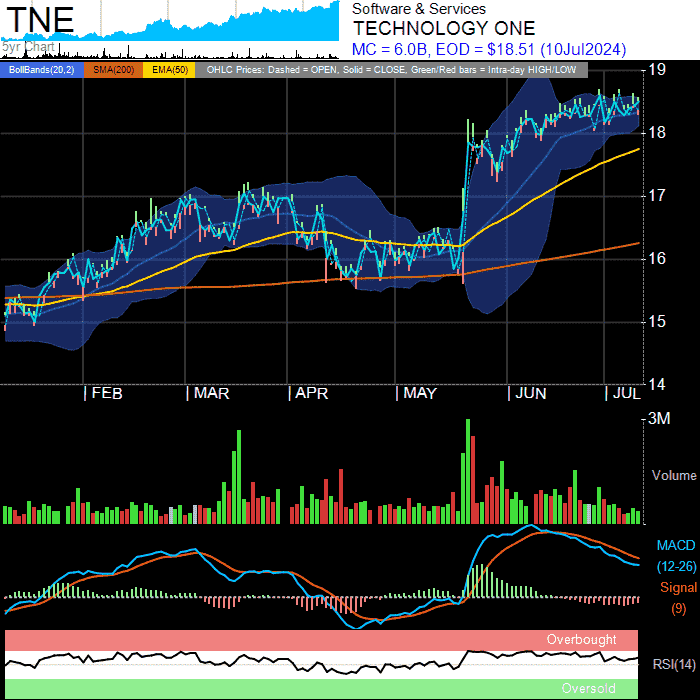 TNE
5yr Chart
Software & Services
TECHNOLOGY ONE
MC = 6.0B, EOD = $18.51 (10Jul2024)
BollBands(20,2) SMA(200) EMA(50) OHLC Prices: Dashed = OPEN, Solid = CLOSE, Green/Red bars = Intra-day HIGH/LOW
19
18
17
16
15
14
FEB MAR APR MAY JUN JUL
3M
Volume
MACD
(12-26)
Signal
(9)
Overbought
RSI(14)
Oversold